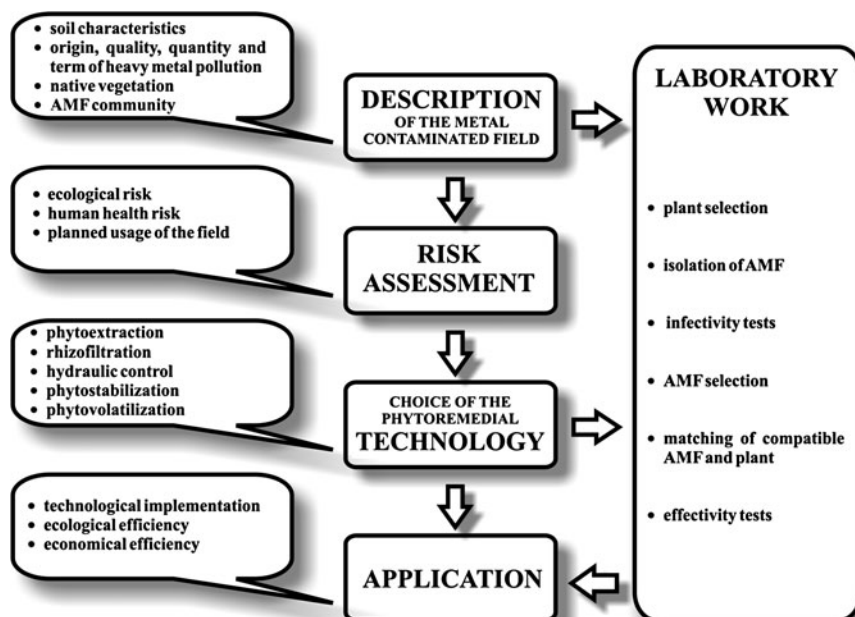 • soil characteristics
• origin, quality, quantity and
term of heavy metal pollution
• native vegetation
• AMF community
DESCRIPTION
OF THE METAL
CONTAMINATED FIELD
• ecological risk
• human health risk
• planned usage of the field
RISK
ASSESSMENT
• phytoextraction
• rhizofiltration
• hydraulic control
• phytostabilization
• phytovolatilization
CHOICE OF THE
PHYTOREMEDIAL
TECHNOLOGY
• technological implementation
• ecological efficiency
• economical efficiency
APPLICATION
LABORATORY
WORK
• plant selection
• isolation of AMF
• infectivity tests
• AMF selection
• matching of compatible
AMF and plant
• effectivity tests